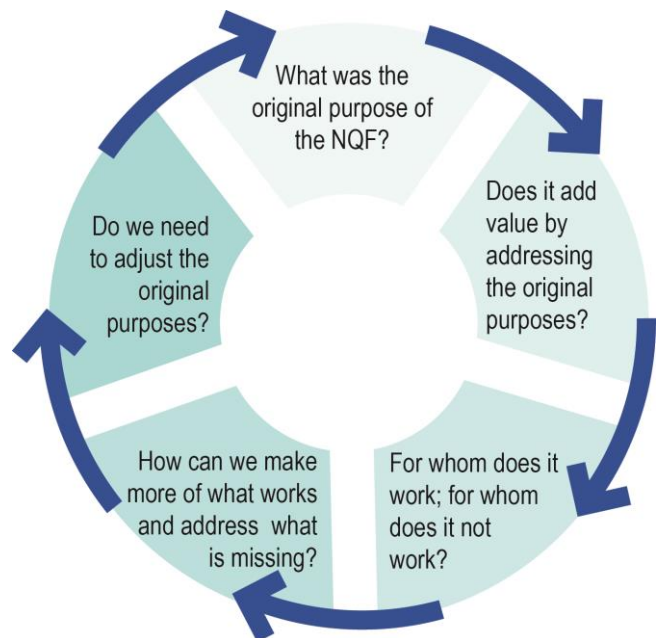 What was the
original purpose of
the NQF?
Does it add
value by
addressing
the original
purposes?
For whom does it
work; for whom
does it not
work?
How can we make
more of what works
and address what
is missing?
Do we need
to adjust the
original
purposes?